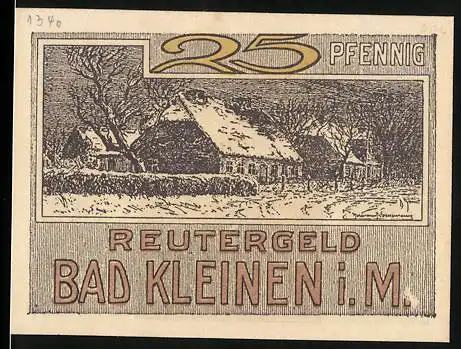 1340
25 PFENNIG
REUTERGELD
BAD KLEINEN i. M.